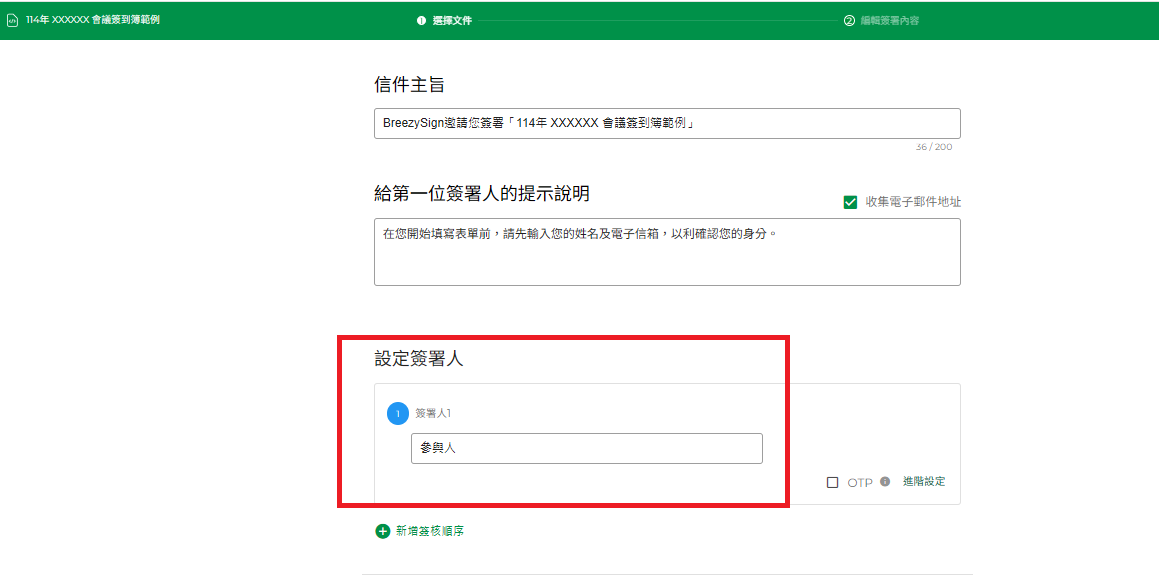 114年 XXXXXX 會議簽到簿範例
1 選擇文件
2 編輯簽署內容
信件主旨
BreezySign邀請您簽署「114年 XXXXXX 會議簽到簿範例」
36 / 200
給第一位簽署人的提示說明
收集電子郵件地址
在您開始填寫表單前，請先輸入您的姓名及電子信箱，以利確認您的身分。
設定簽署人
1 簽署人1
參與人
OTP 進階設定
新增簽核順序